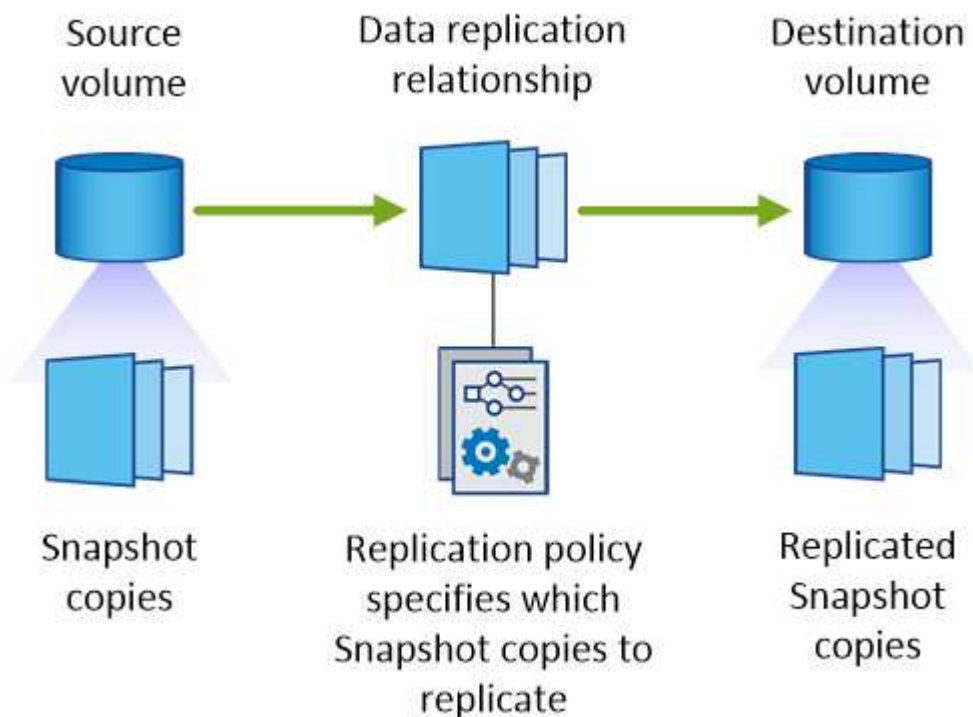 Source
volume
Data replication
relationship
Destination
volume
Snapshot
copies
Replication policy
specifies which
Snapshot copies to
replicate
Replicated
Snapshot
copies